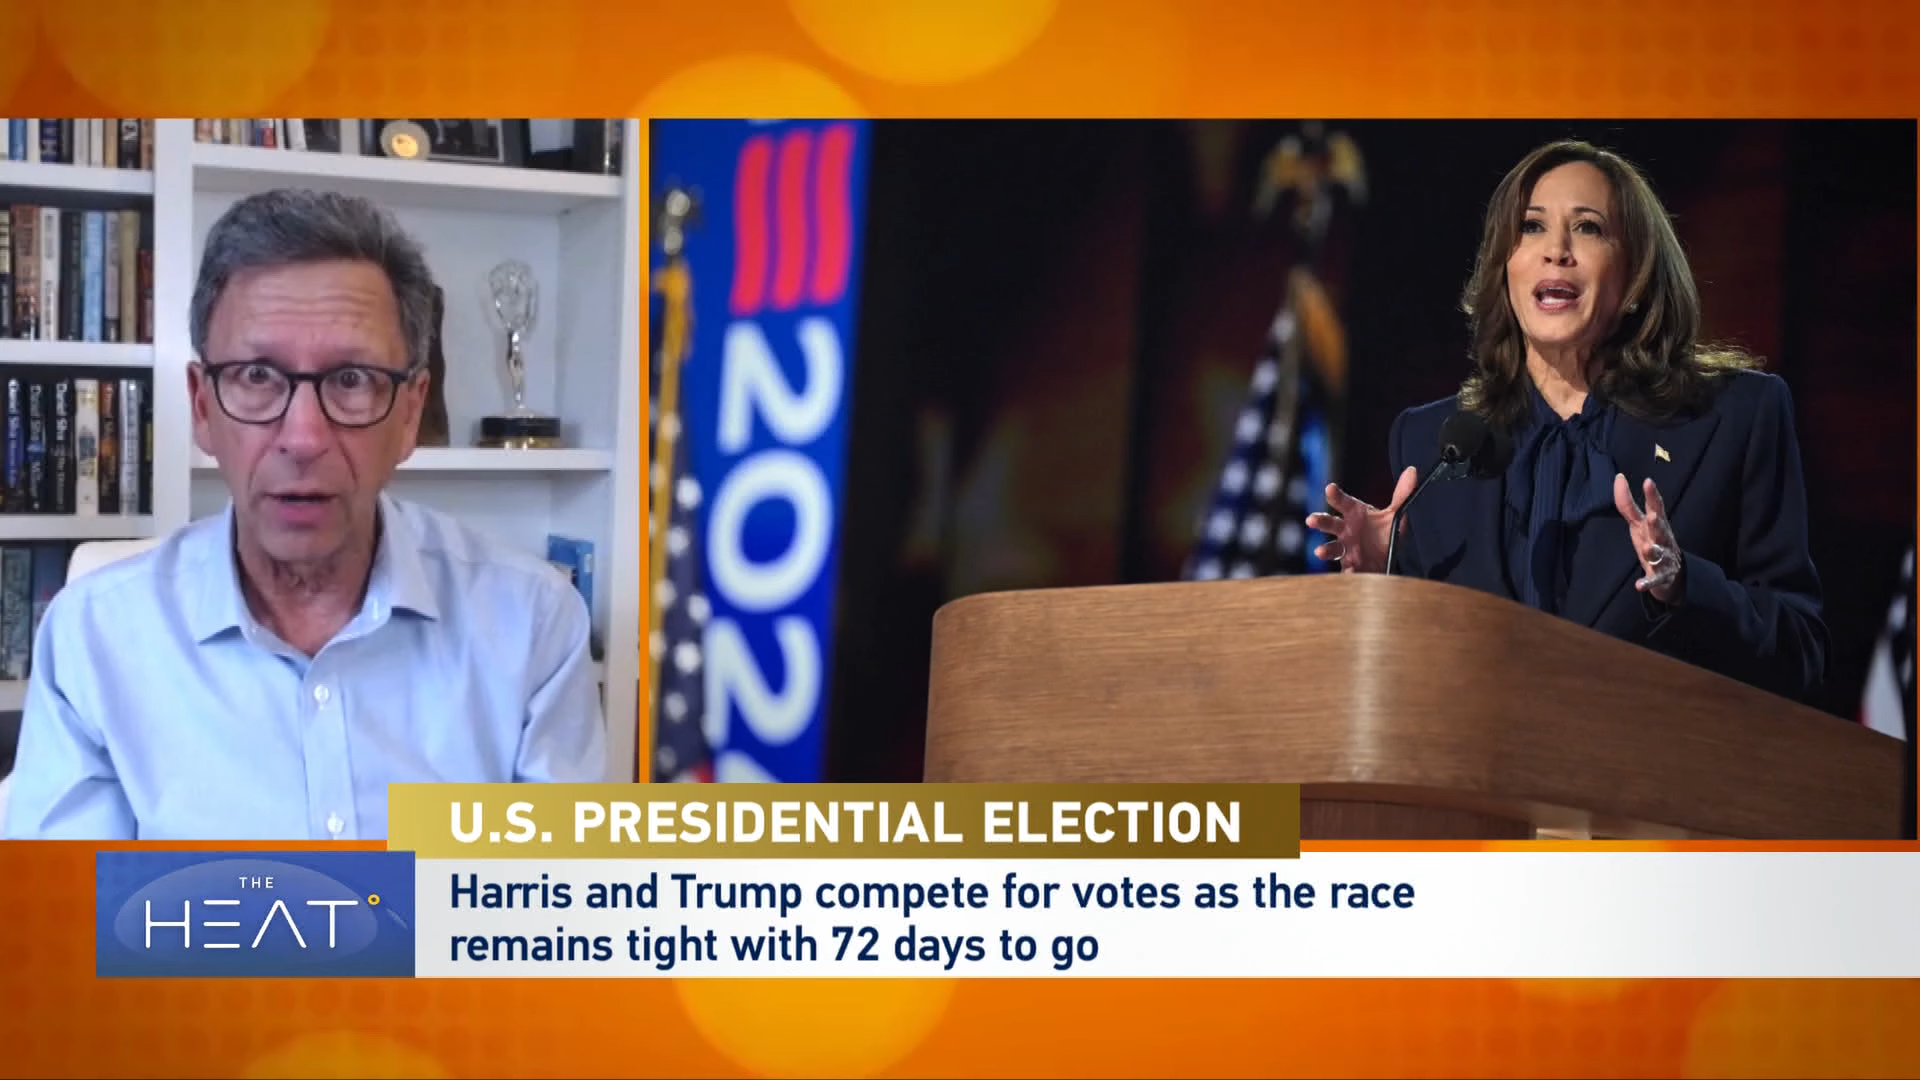 2024
U.S. PRESIDENTIAL ELECTION
THE
HEAT
Harris and Trump compete for votes as the race
remains tight with 72 days to go